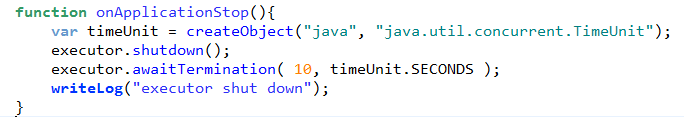 function onApplicationStop(){
    var timeUnit = createObject("java", "java.util.concurrent.TimeUnit");
    executor.shutdown();
    executor.awaitTermination( 10, timeUnit.SECONDS );
    writeLog("executor shut down");
}